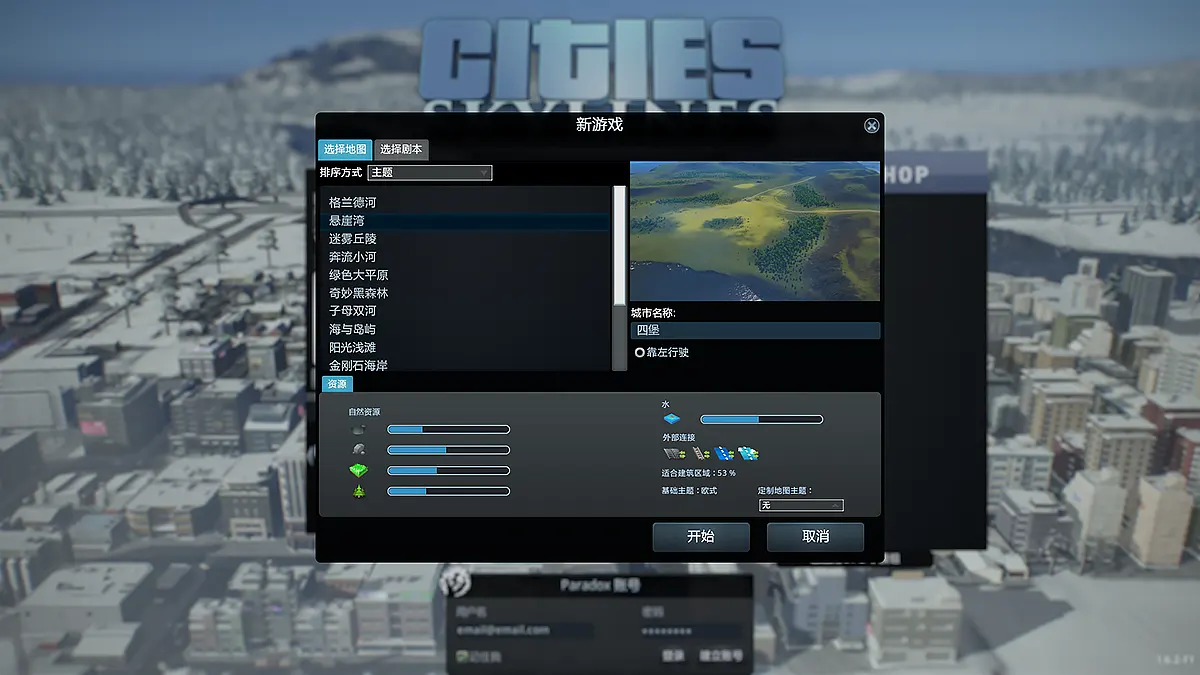 CITIES
SKYLINES
新游戏
选择地图
选择剧本
排序方式
主题
HOP
格兰德河
悬崖湾
迷雾丘陵
奔流小河
绿色大平原
奇妙黑森林
子母双河
海与岛屿
阳光浅滩
金刚石海岸
城市名称:
四堡
靠左行驶
资源
自然资源
水
外部连接
适合建筑区域：53 %
基础主题：欧式
定制地图主题：
无
开始
取消
Paradox 账号
用户名
密码
email@email.com
********
记住我
登录
建立账号